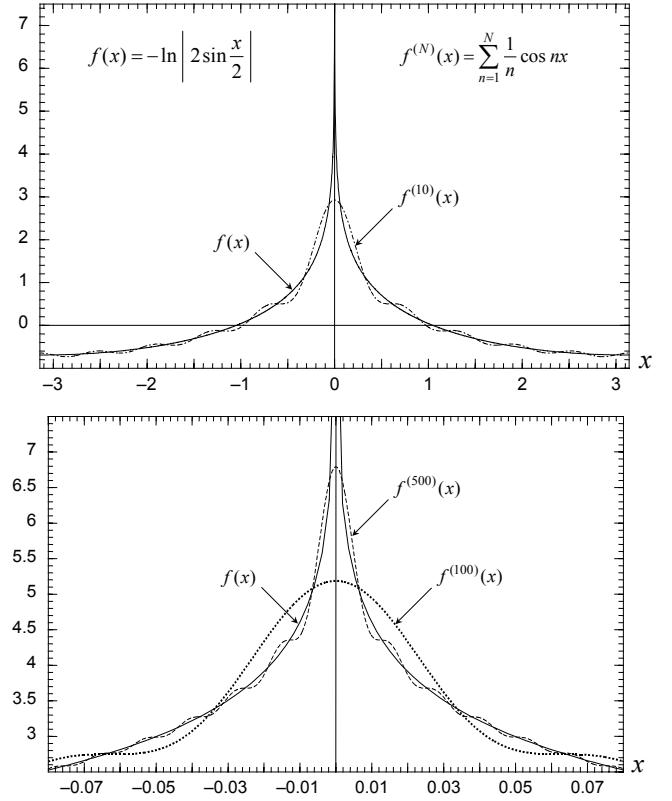 7
6
5
4
3
2
1
0
f(x) = −ln|2 sin x/2|
f^(N)(x) = ∑_{n=1}^{N} 1/n cos nx
f^(10)(x)
f(x)
−3 −2 −1 0 1 2 3 x
7
6.5
6
5.5
5
4.5
4
3.5
3
f^(500)(x)
f(x)
f^(100)(x)
−0.07 −0.05 −0.03 −0.01 0.01 0.03 0.05 0.07 x